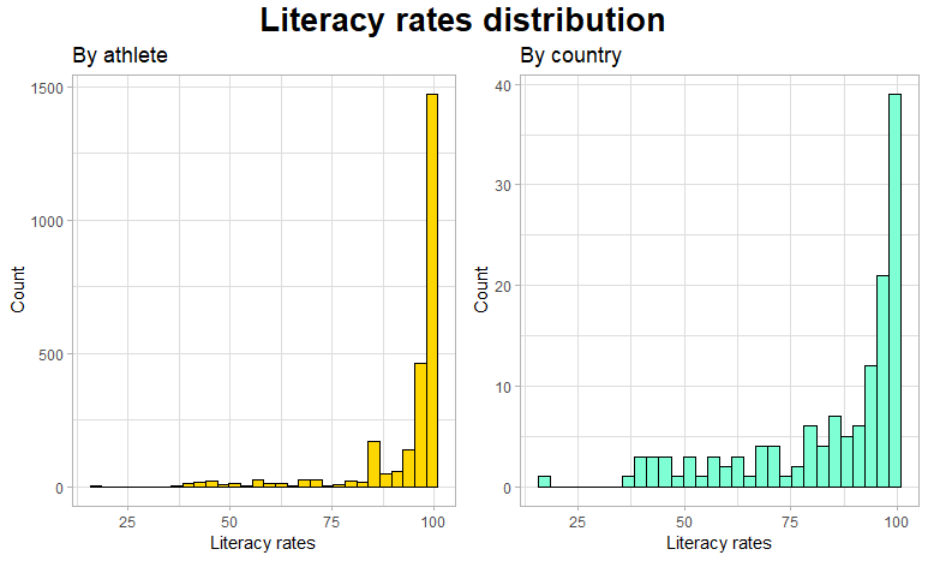 Literacy rates distribution
By athlete
By country
Count
1500
1000
500
0
25 50 75 100
Literacy rates
Count
40
30
20
10
0
25 50 75 100
Literacy rates